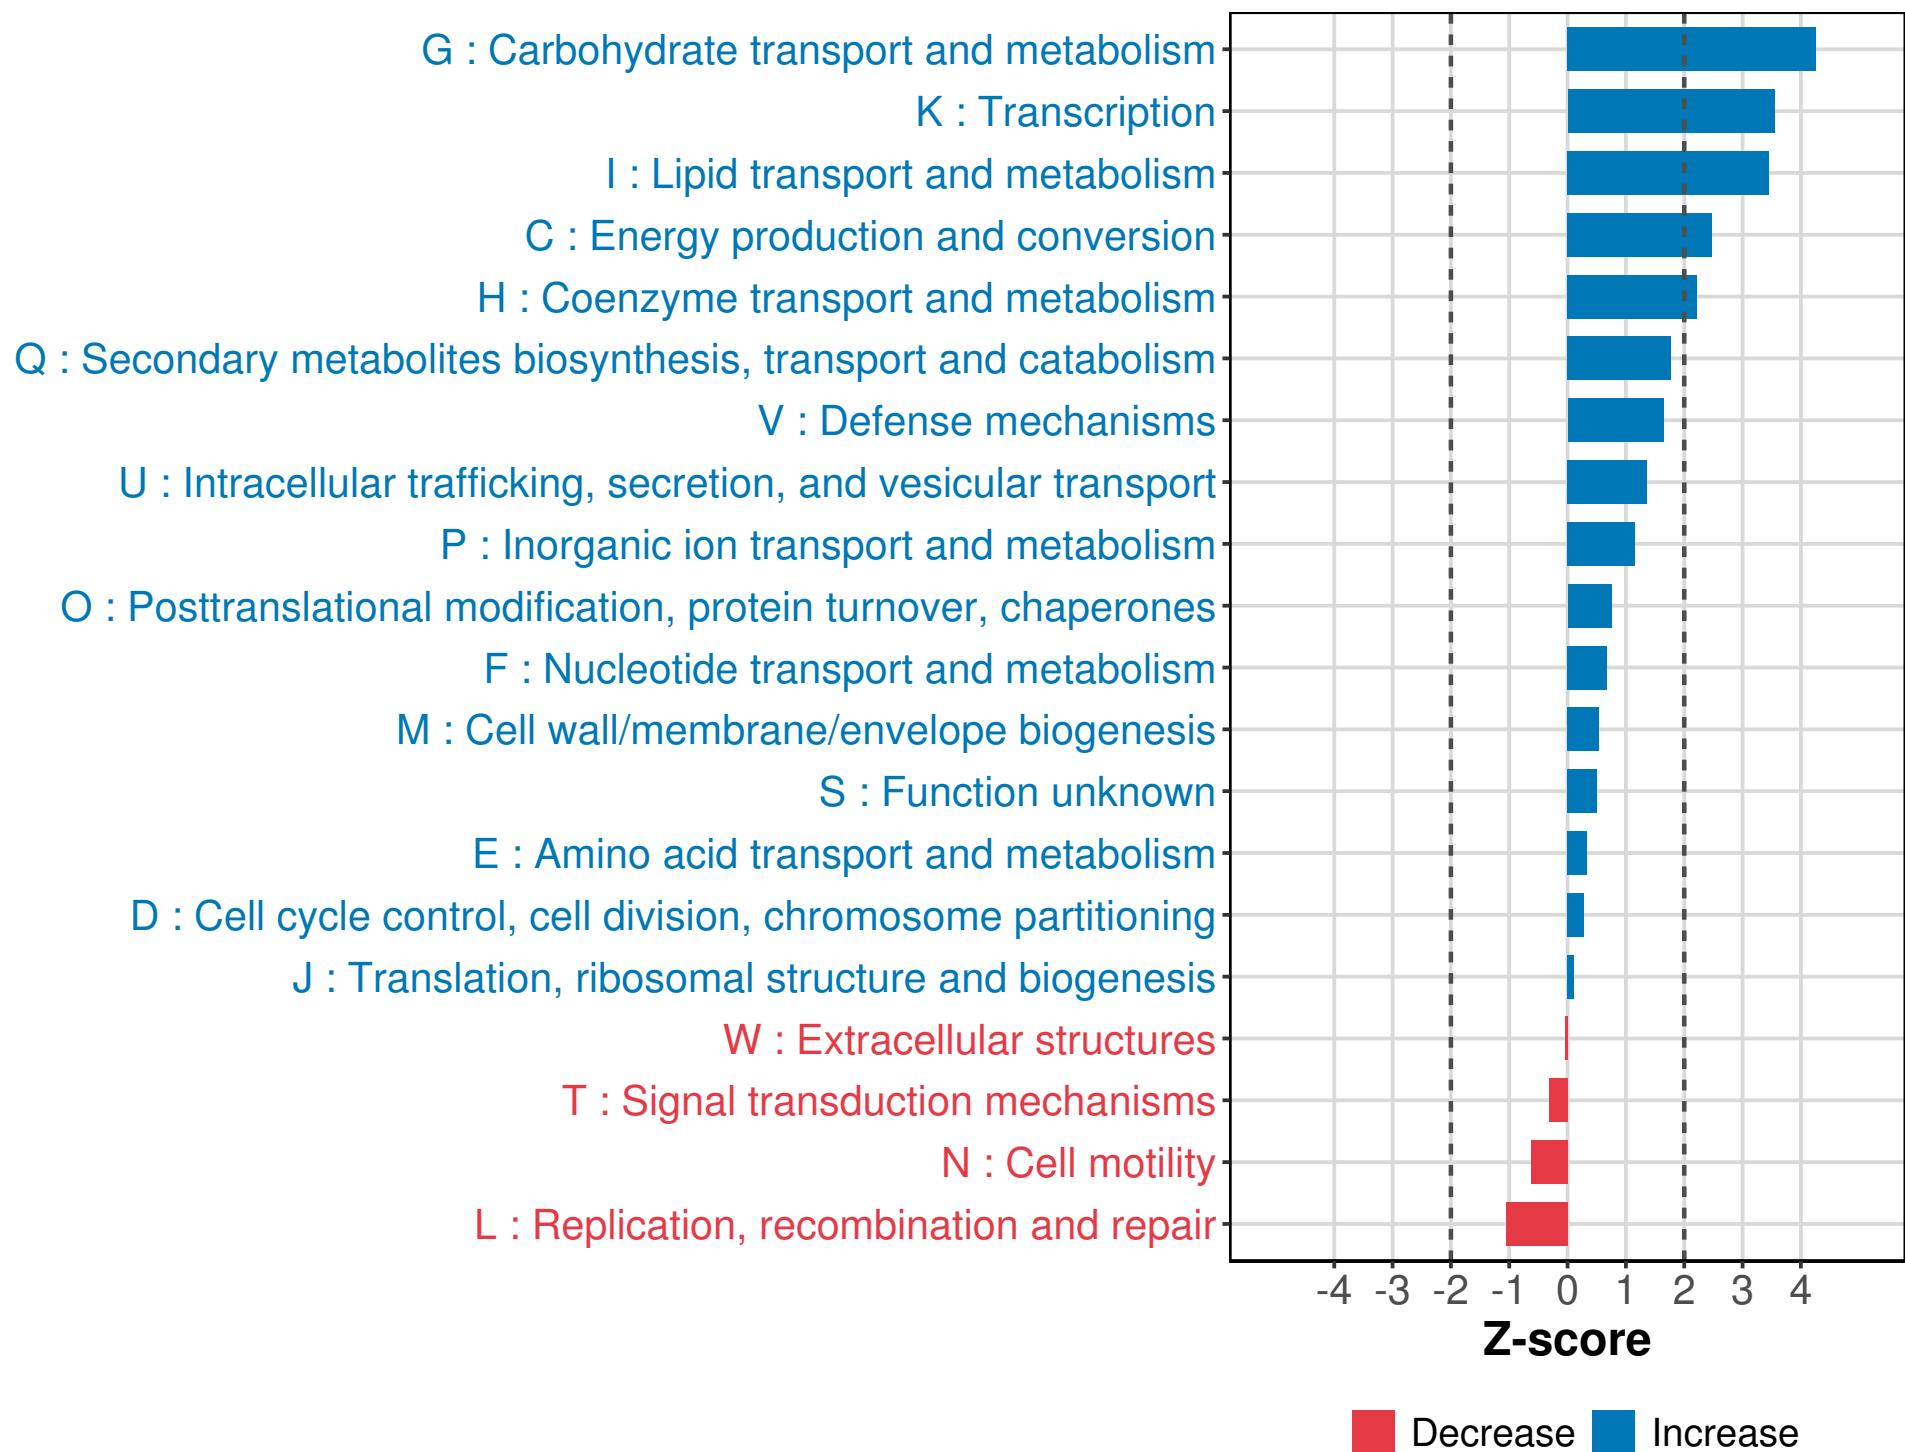 G : Carbohydrate transport and metabolism
K : Transcription
I : Lipid transport and metabolism
C : Energy production and conversion
H : Coenzyme transport and metabolism
Q : Secondary metabolites biosynthesis, transport and catabolism
V : Defense mechanisms
U : Intracellular trafficking, secretion, and vesicular transport
P : Inorganic ion transport and metabolism
O : Posttranslational modification, protein turnover, chaperones
F : Nucleotide transport and metabolism
M : Cell wall/membrane/envelope biogenesis
S : Function unknown
E : Amino acid transport and metabolism
D : Cell cycle control, cell division, chromosome partitioning
J : Translation, ribosomal structure and biogenesis
W : Extracellular structures
T : Signal transduction mechanisms
N : Cell motility
L : Replication, recombination and repair
-4 -3 -2 -1 0 1 2 3 4
Z-score
Decrease Increase